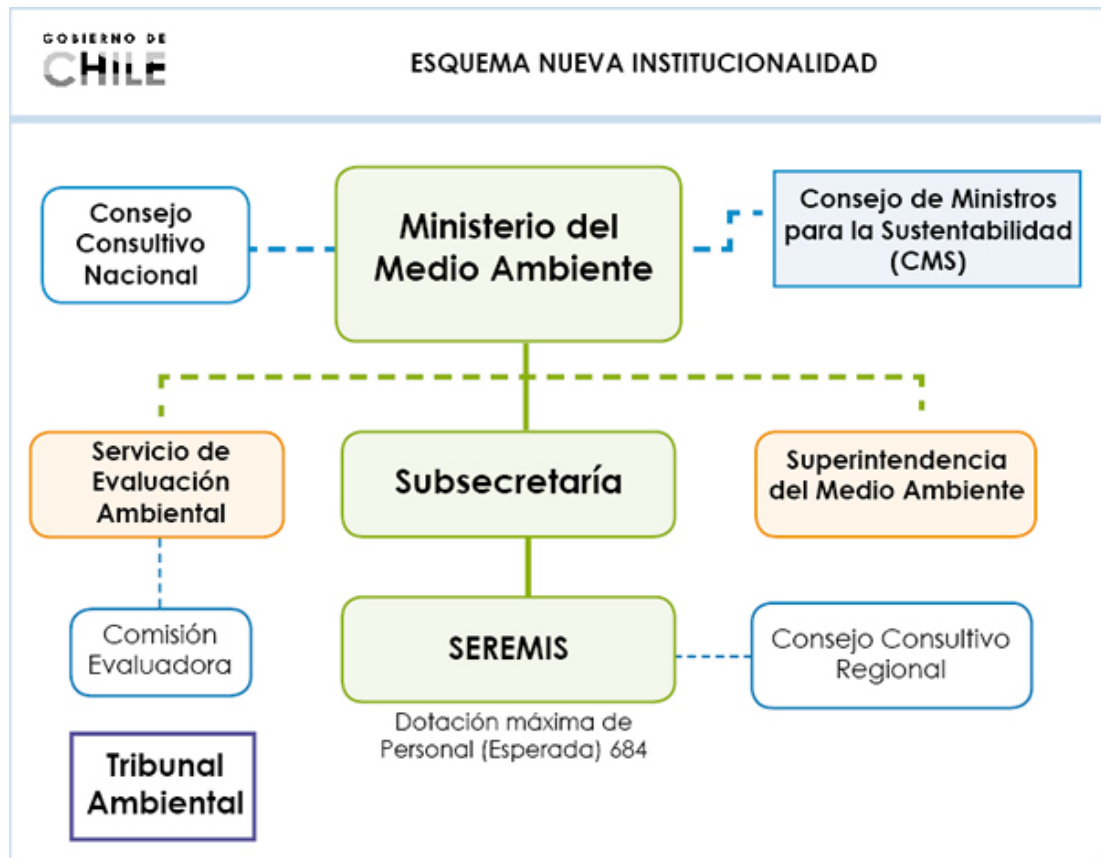 GOBIERNO DE
CHILE
ESQUEMA NUEVA INSTITUCIONALIDAD
Consejo
Consultivo
Nacional
Ministerio del
Medio Ambiente
Consejo de Ministros
para la Sustentabilidad
(CMS)
Servicio de
Evaluación
Ambiental
Subsecretaría
Superintendencia
del Medio Ambiente
Comisión
Evaluadora
SEREMIS
Consejo Consultivo
Regional
Dotación máxima de
Personal (Esperada) 684
Tribunal
Ambiental